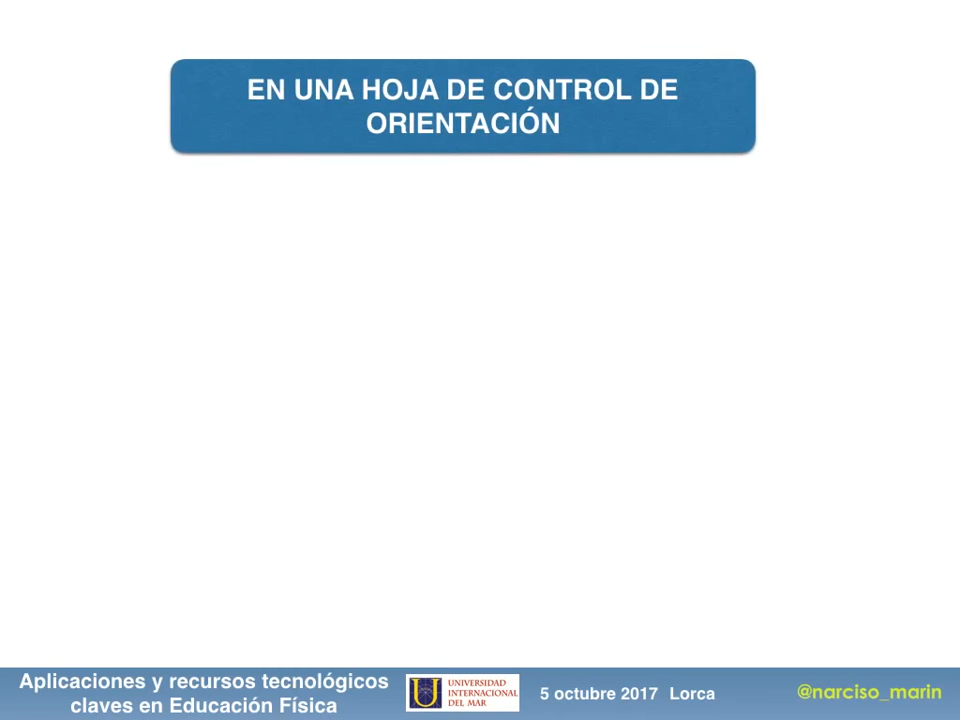 EN UNA HOJA DE CONTROL DE
ORIENTACIÓN
Aplicaciones y recursos tecnológicos
claves en Educación Física
U
UNIVERSIDAD
INTERNACIONAL
DEL MAR
5 octubre 2017 Lorca
@narciso_marin